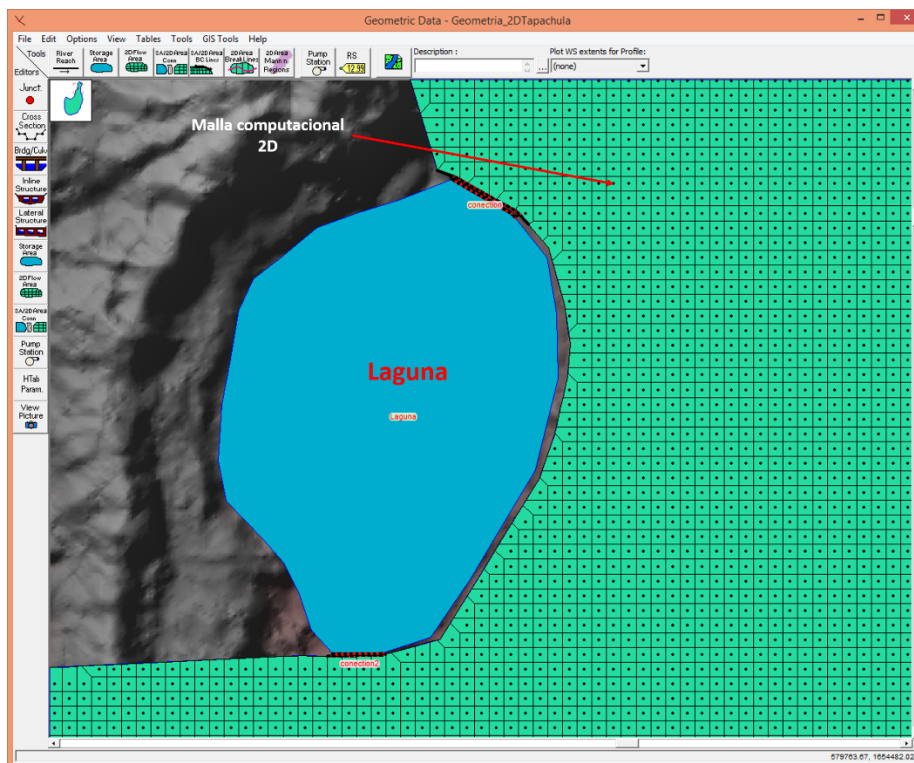 Geometric Data - Geometria_2DTapachula
File Edit Options View Tables Tools GIS Tools Help
Tools
Editors
River Reach
Storage Area
2D Flow Area
SA/2D Area Conn
SA/2D Area BC Lines
2D Area BreakLines
2D Area Mann n Regions
Pump Station
RS
12.99
Description :
...
Plot WS extents for Profile:
(none)
Junct.
Cross Section
Brdg/Culv
Inline Structure
Lateral Structure
Storage Area
2D Flow Area
SA/2D Area Conn
Pump Station
HTab Param.
View Picture
Malla computacional
2D
conection
Laguna
Laguna
conection2
579763.67, 1654482.02